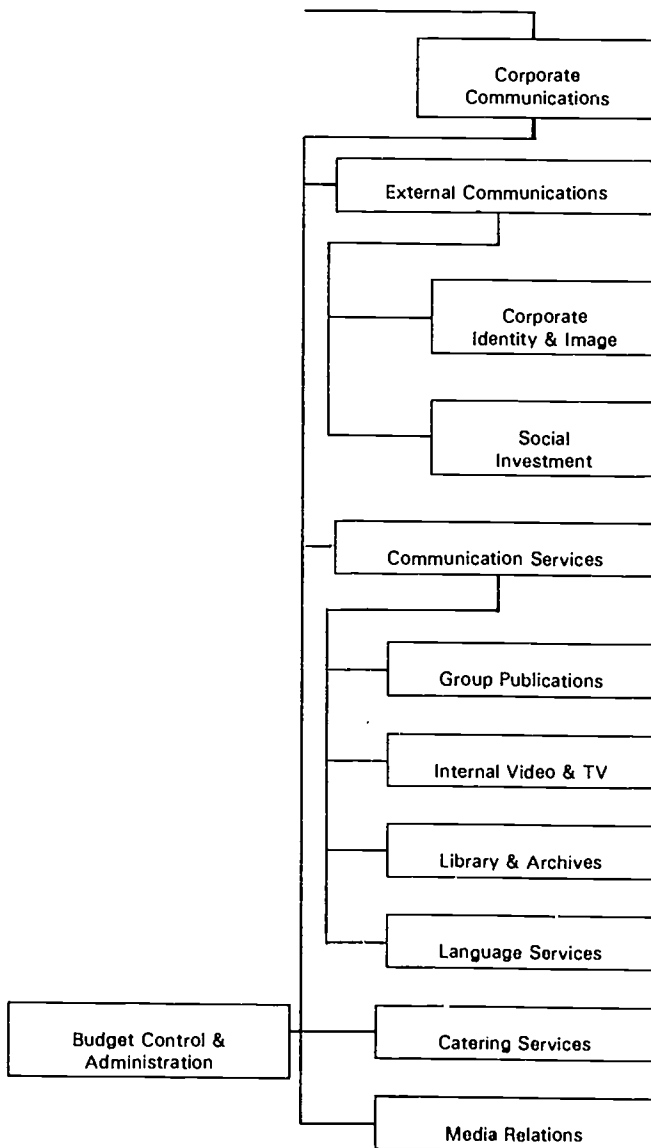 Corporate
Communications
External Communications
Corporate
Identity & Image
Social
Investment
Communication Services
Group Publications
Internal Video & TV
Library & Archives
Language Services
Budget Control &
Administration
Catering Services
Media Relations